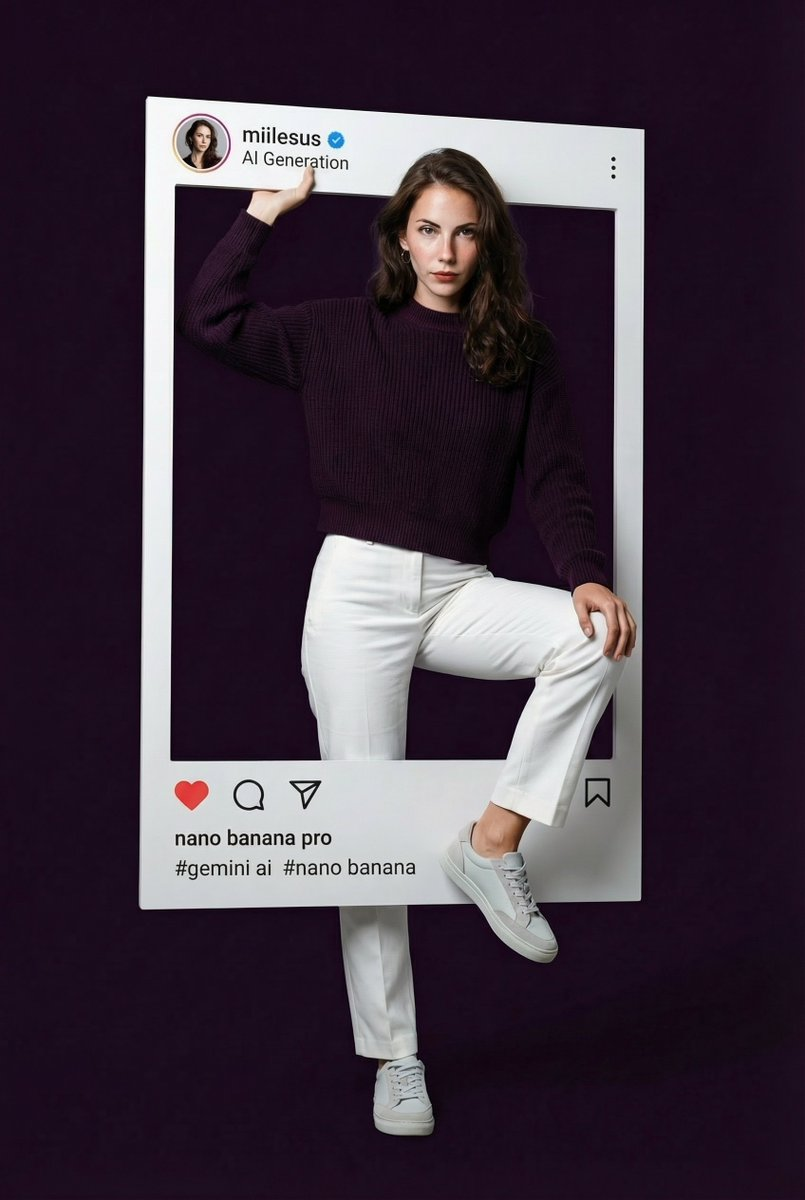 miilesus
AI Generation
nano banana pro
#gemini ai #nano banana